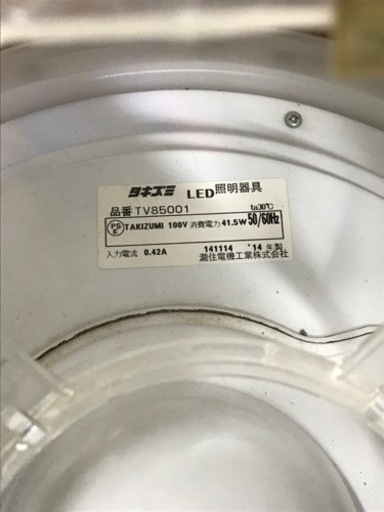 タキズミ LED照明器具
品番 TV85001 ta30℃
PSE TAKIZUMI 100V 消費電力 41.5W 50/60Hz
入力電流 0.42A 141114 '14 年製
瀧住電機工業株式会社